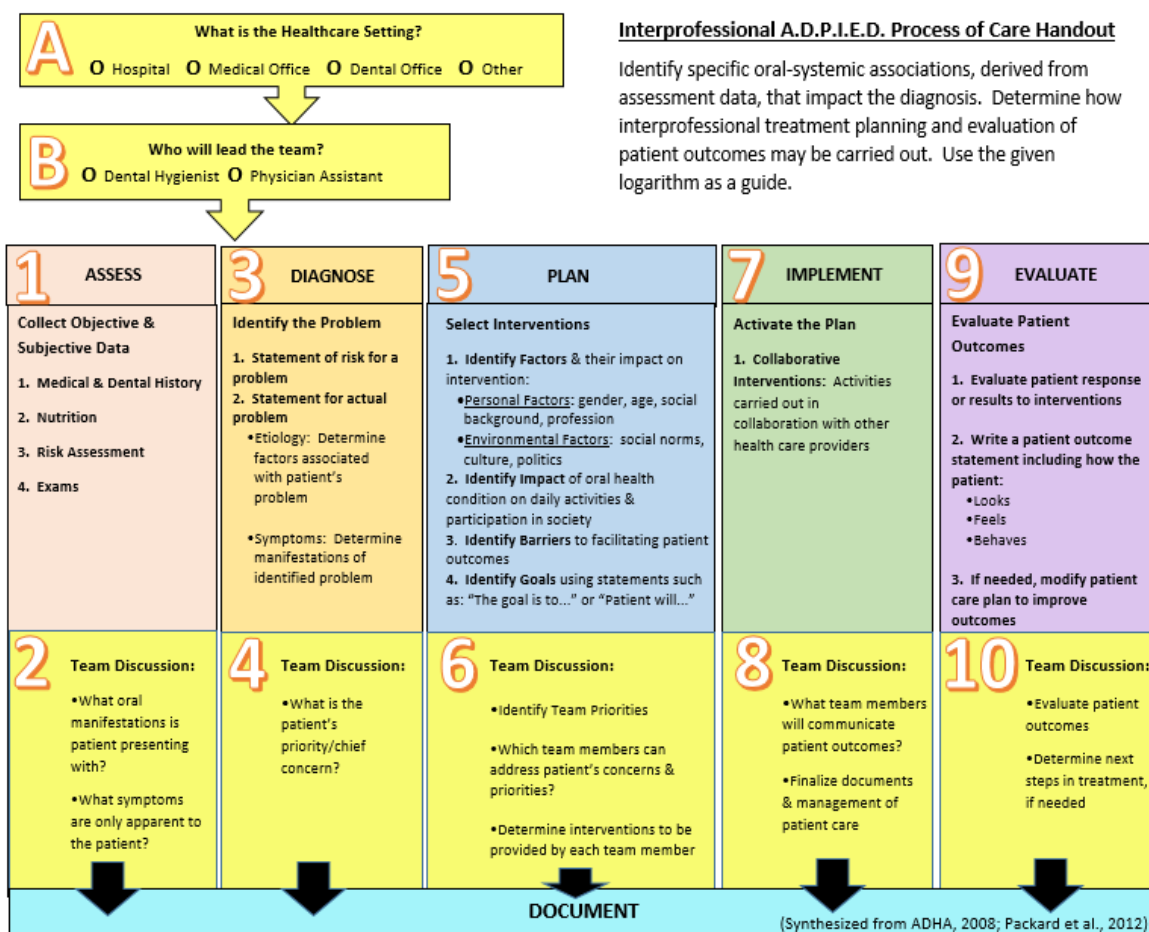 A
What is the Healthcare Setting?
O Hospital O Medical Office O Dental Office O Other
B
Who will lead the team?
O Dental Hygienist O Physician Assistant
Interprofessional A.D.P.I.E.D. Process of Care Handout
Identify specific oral-systemic associations, derived from
assessment data, that impact the diagnosis. Determine how
interprofessional treatment planning and evaluation of
patient outcomes may be carried out. Use the given
logarithm as a guide.
1
ASSESS
Collect Objective &
Subjective Data
1. Medical & Dental History
2. Nutrition
3. Risk Assessment
4. Exams
2
Team Discussion:
•What oral
manifestations is
patient presenting
with?
•What symptoms
are only apparent to
the patient?
3
DIAGNOSE
Identify the Problem
1. Statement of risk for a
problem
2. Statement for actual
problem
•Etiology: Determine
factors associated
with patient's
problem
•Symptoms: Determine
manifestations of
identified problem
4
Team Discussion:
•What is the
patient's
priority/chief
concern?
5
PLAN
Select Interventions
1. Identify Factors & their impact on
intervention:
•Personal Factors: gender, age, social
background, profession
•Environmental Factors: social norms,
culture, politics
2. Identify Impact of oral health
condition on daily activities &
participation in society
3. Identify Barriers to facilitating patient
outcomes
4. Identify Goals using statements such
as: "The goal is to…" or "Patient will…"
6
Team Discussion:
•Identify Team Priorities
•Which team members can
address patient's concerns &
priorities?
•Determine interventions to be
provided by each team member
7
IMPLEMENT
Activate the Plan
1. Collaborative
Interventions: Activities
carried out in
collaboration with other
health care providers
8
Team Discussion:
•What team members
will communicate
patient outcomes?
•Finalize documents
& management of
patient care
9
EVALUATE
Evaluate Patient
Outcomes
1. Evaluate patient response
or results to interventions
2. Write a patient outcome
statement including how the
patient:
•Looks
•Feels
•Behaves
3. If needed, modify patient
care plan to improve
outcomes
10
Team Discussion:
•Evaluate patient
outcomes
•Determine next
steps in treatment,
if needed
DOCUMENT
(Synthesized from ADHA, 2008; Packard et al., 2012)